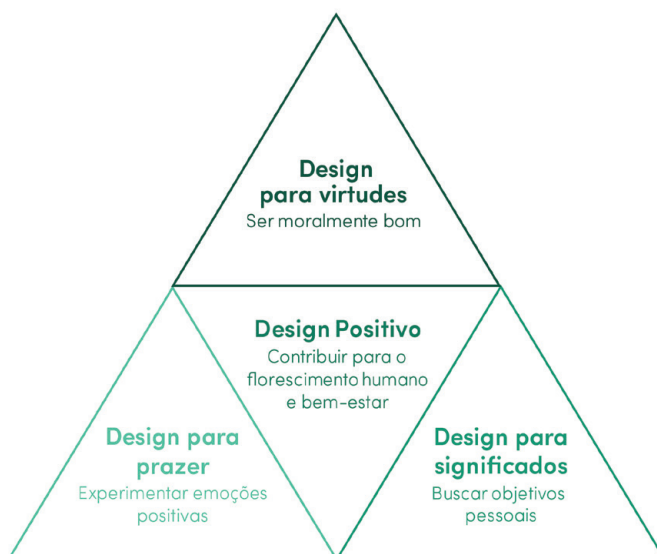 Design
para virtudes
Ser moralmente bom
Design Positivo
Contribuir para o
florescimento humano
e bem-estar
Design para
prazer
Experimentar emoções
positivas
Design para
significados
Buscar objetivos
pessoais